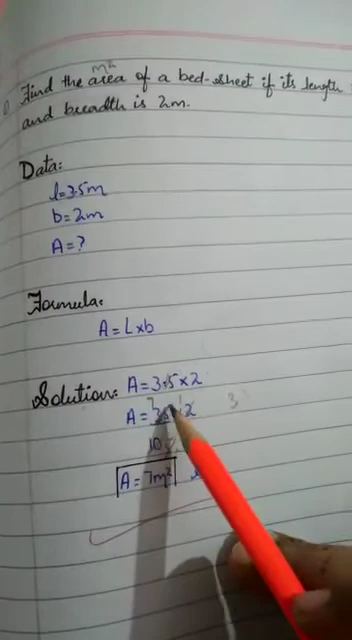 m²
Find the area of a bed-sheet if its length
and breadth is 2m.
Data:
l=3.5m
b=2m
A=?
Formula:
A=L×b
Solution: A=3.5×2
A=
10
A=7m²